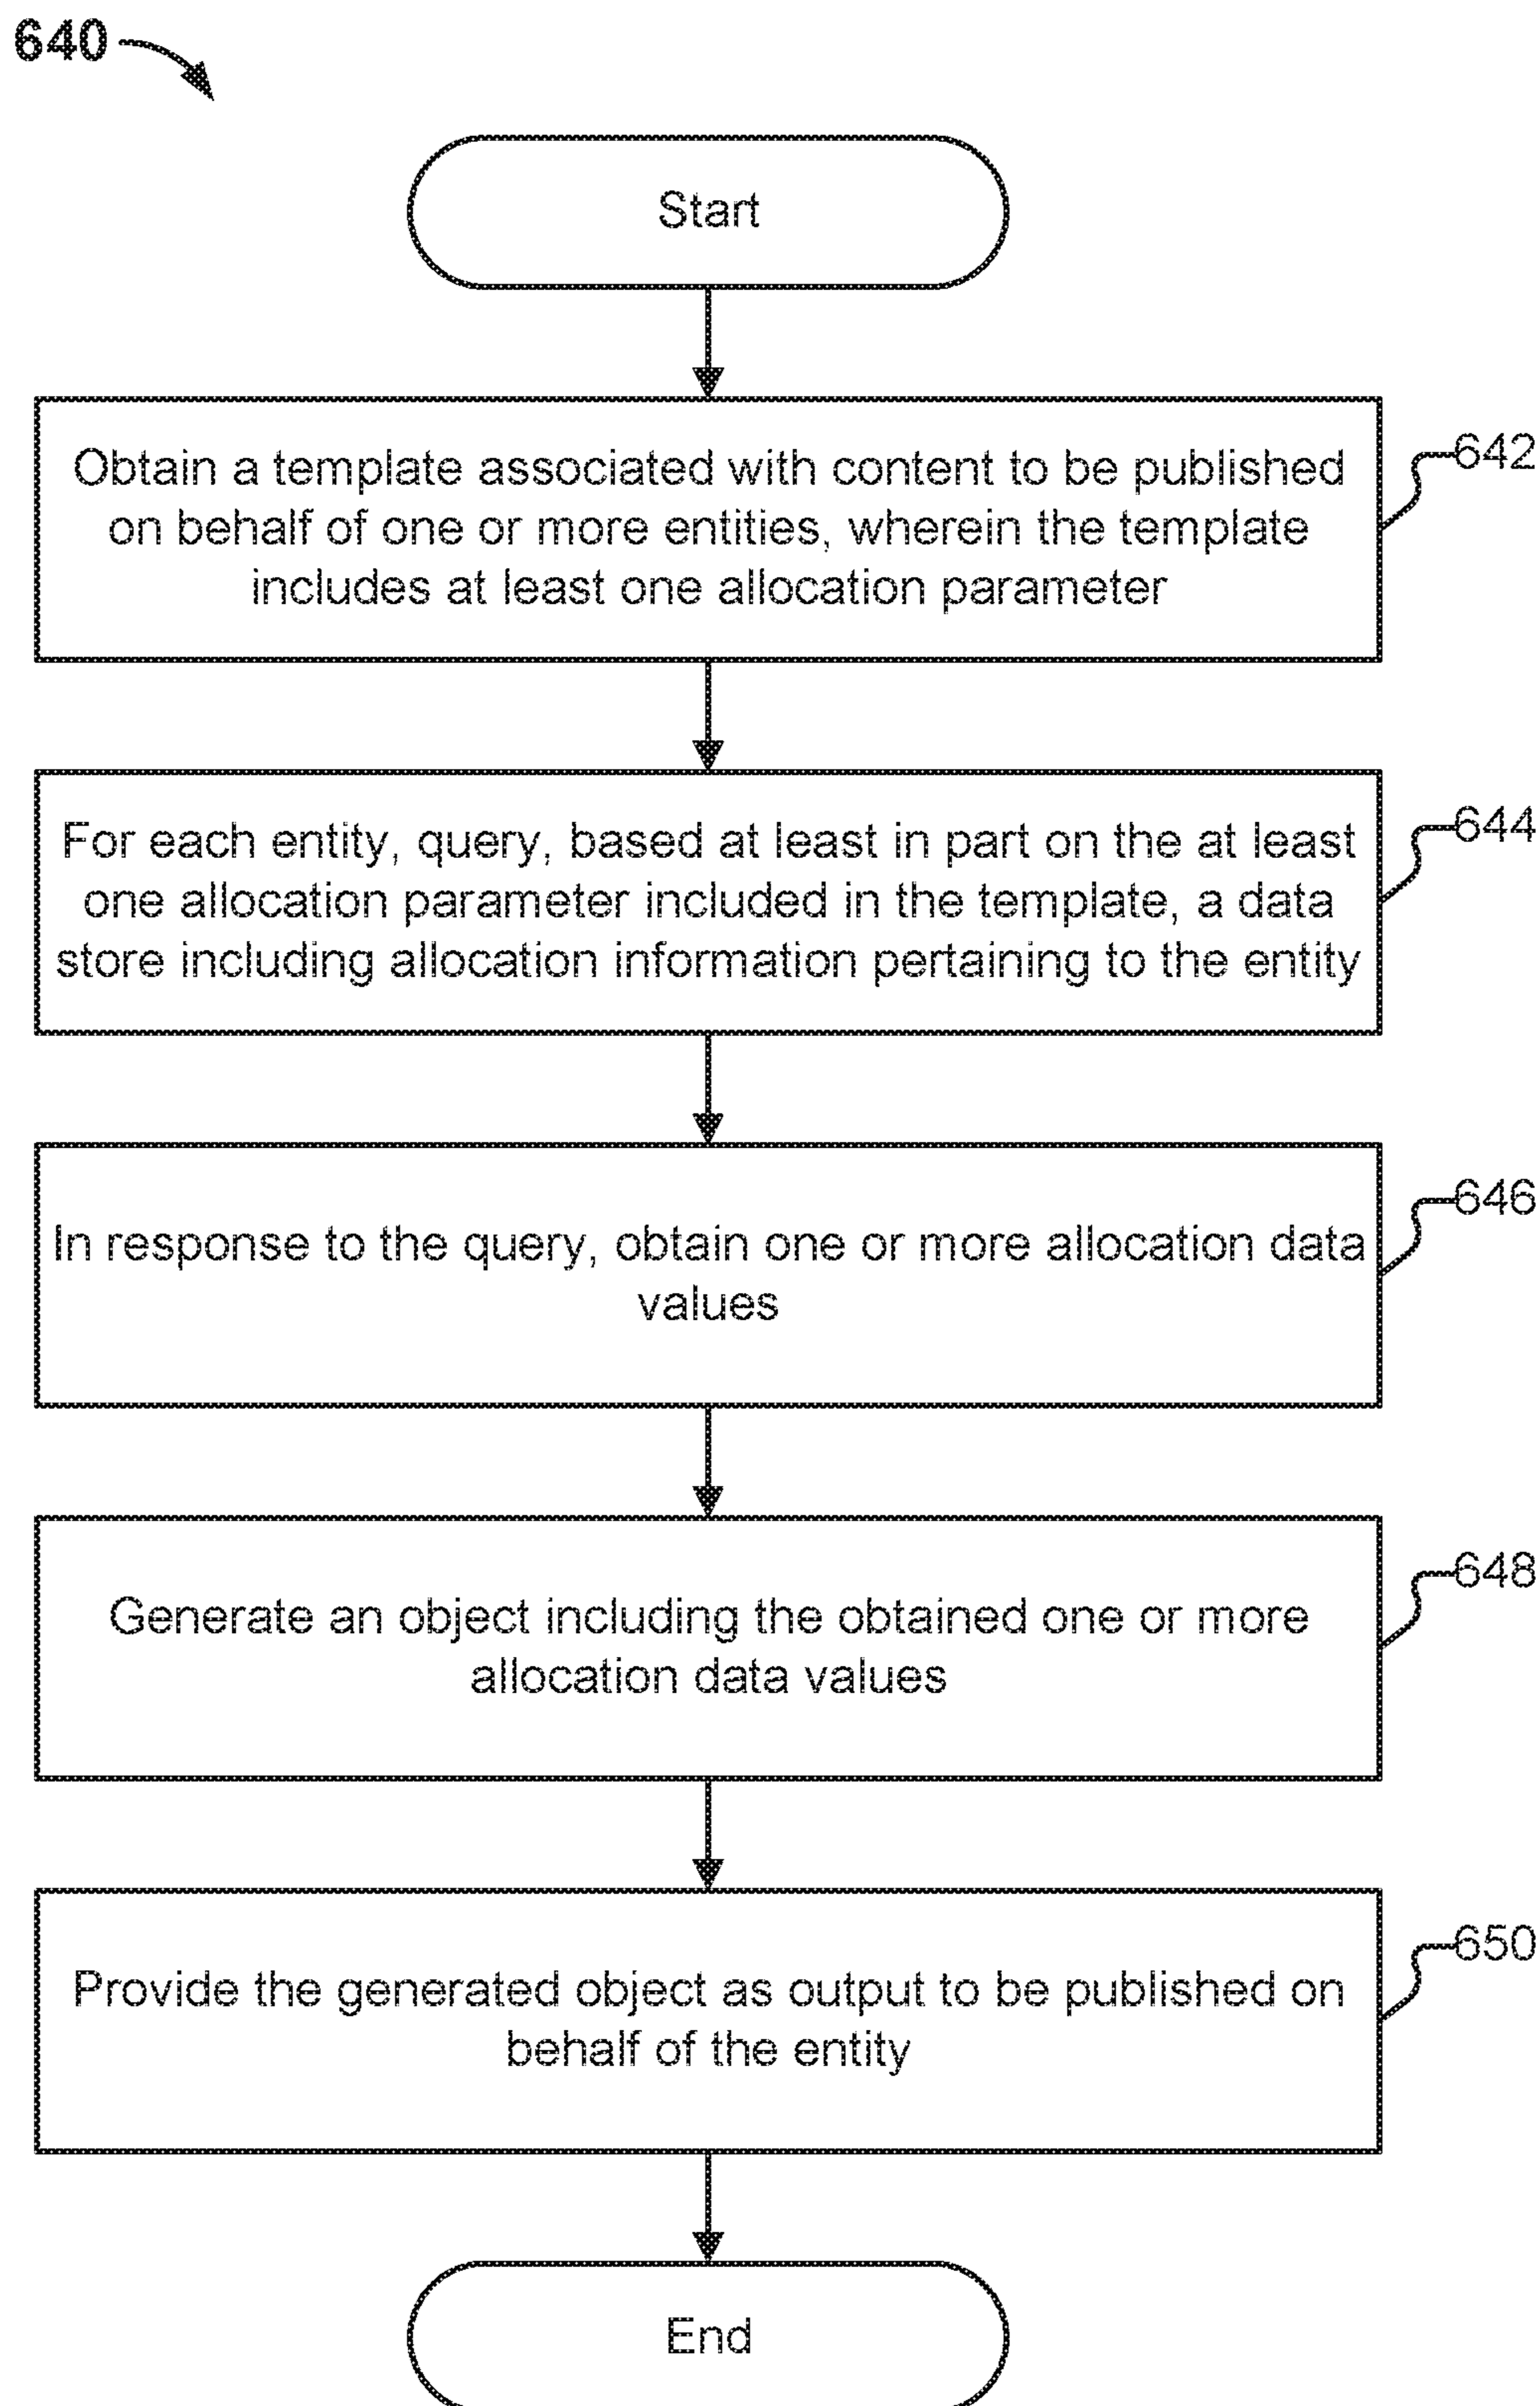 640
Start
Obtain a template associated with content to be published
on behalf of one or more entities, wherein the template
includes at least one allocation parameter
642
For each entity, query, based at least in part on the at least
one allocation parameter included in the template, a data
store including allocation information pertaining to the entity
644
In response to the query, obtain one or more allocation data
values
646
Generate an object including the obtained one or more
allocation data values
648
Provide the generated object as output to be published on
behalf of the entity
650
End